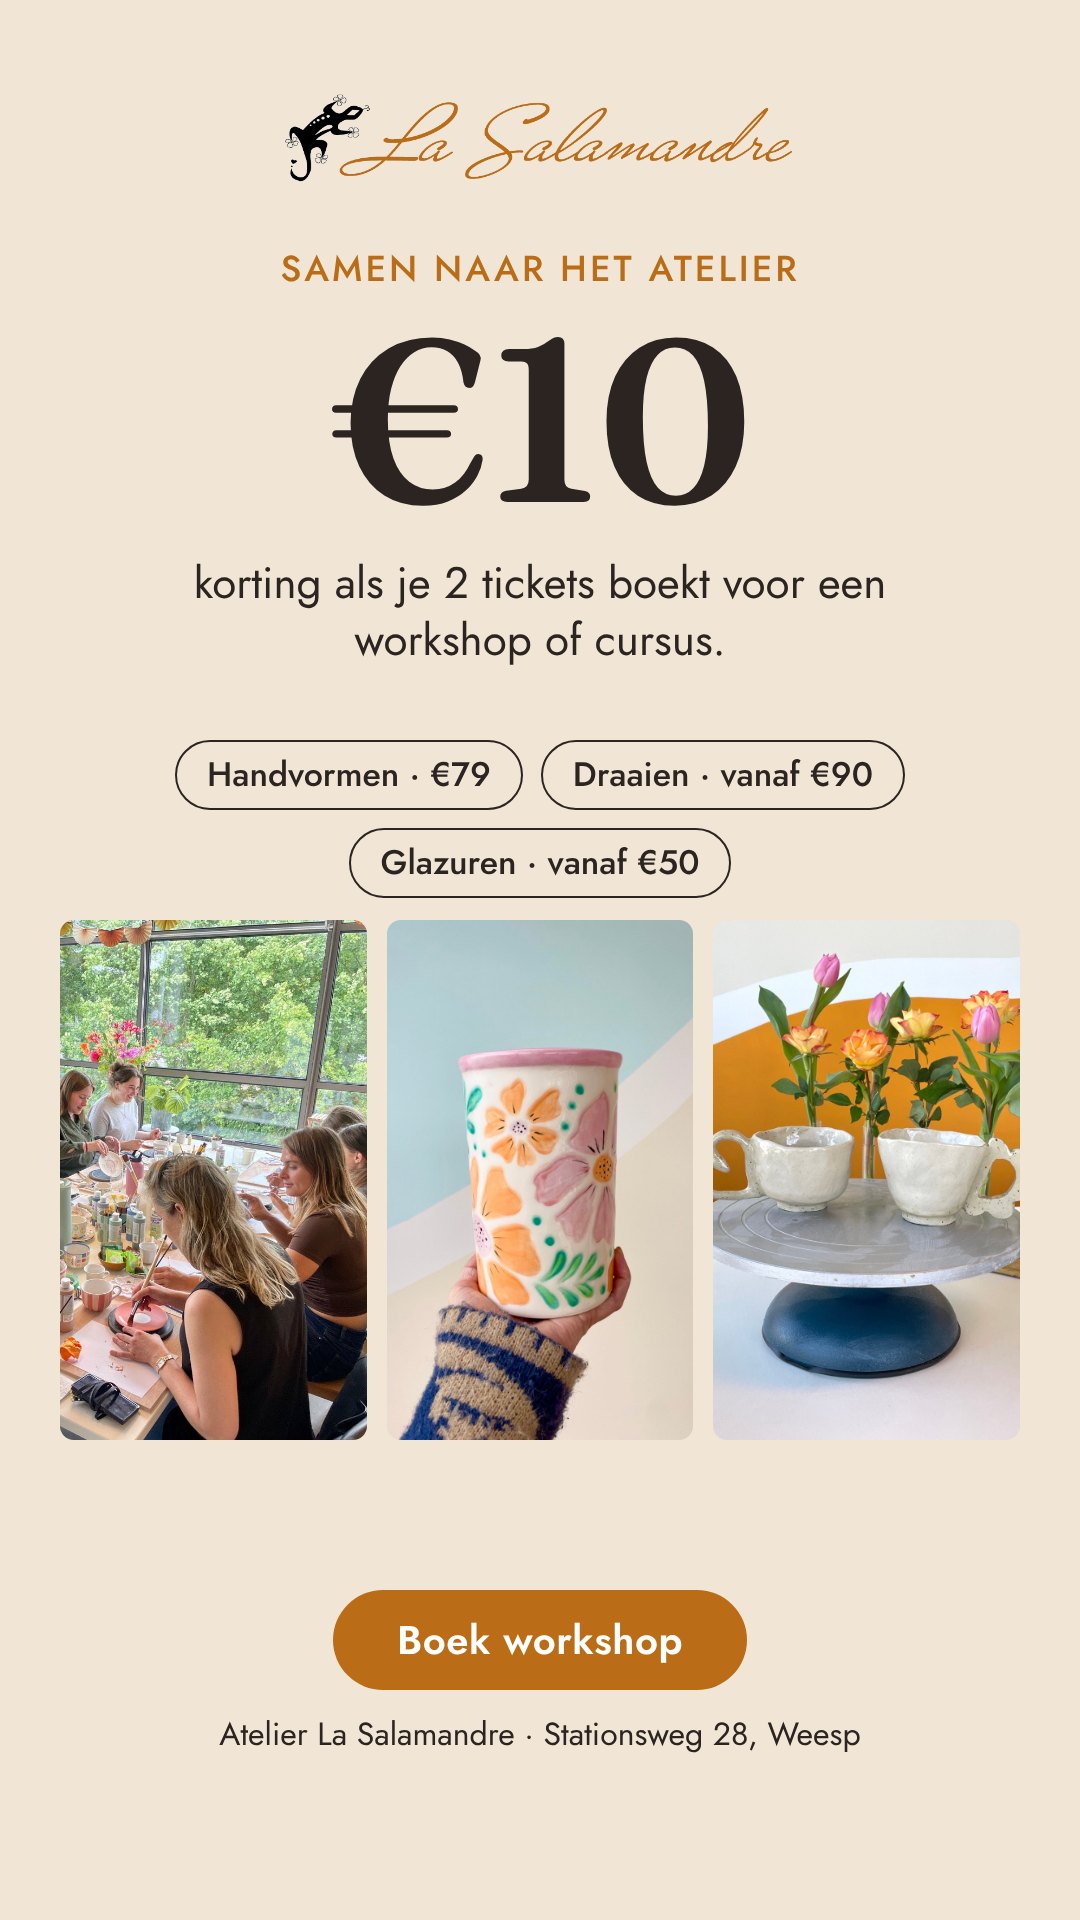 La Salamandre
SAMEN NAAR HET ATELIER
€10
korting als je 2 tickets boekt voor een
workshop of cursus.
Handvormen · €79
Draaien · vanaf €90
Glazuren · vanaf €50
Boek workshop
Atelier La Salamandre · Stationsweg 28, Weesp